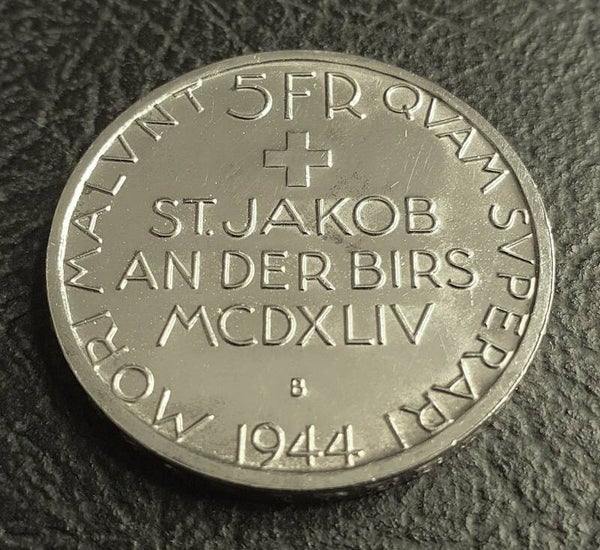 MORI MALVNT 5FR QVAM SVPERARI
ST. JAKOB
AN DER BIRS
MCDXLIV
B
1944